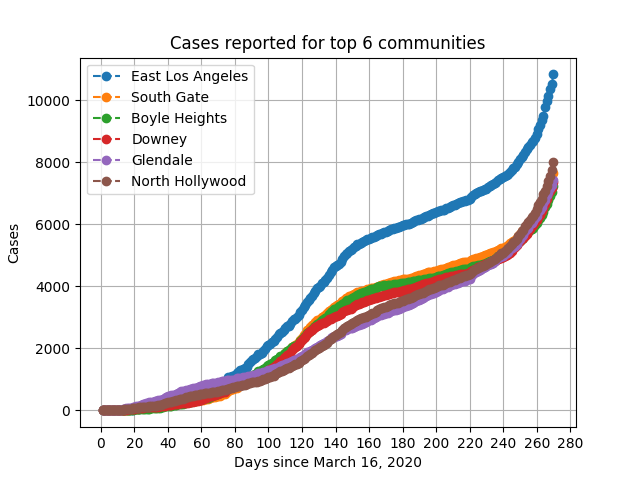 Cases reported for top 6 communities
East Los Angeles
South Gate
Boyle Heights
Downey
Glendale
North Hollywood
10000
8000
6000
4000
2000
0
Cases
0 20 40 60 80 100 120 140 160 180 200 220 240 260 280
Days since March 16, 2020